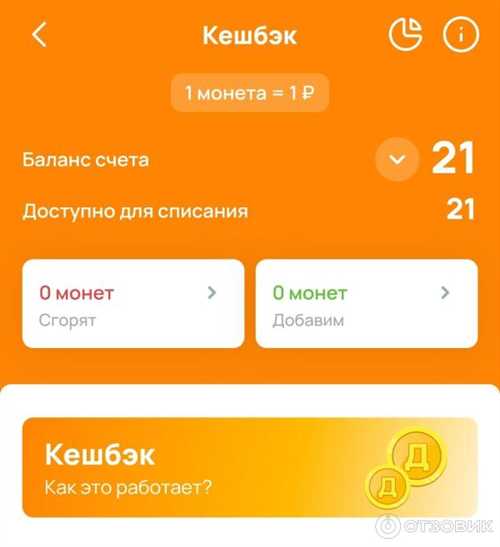 Кешбэк
1 монета = 1 ₽
Баланс счета 21
Доступно для списания 21
0 монет 0 монет
Сгорят Добавим
Кешбэк
Как это работает?
Д
Д
ОТЗОВИК